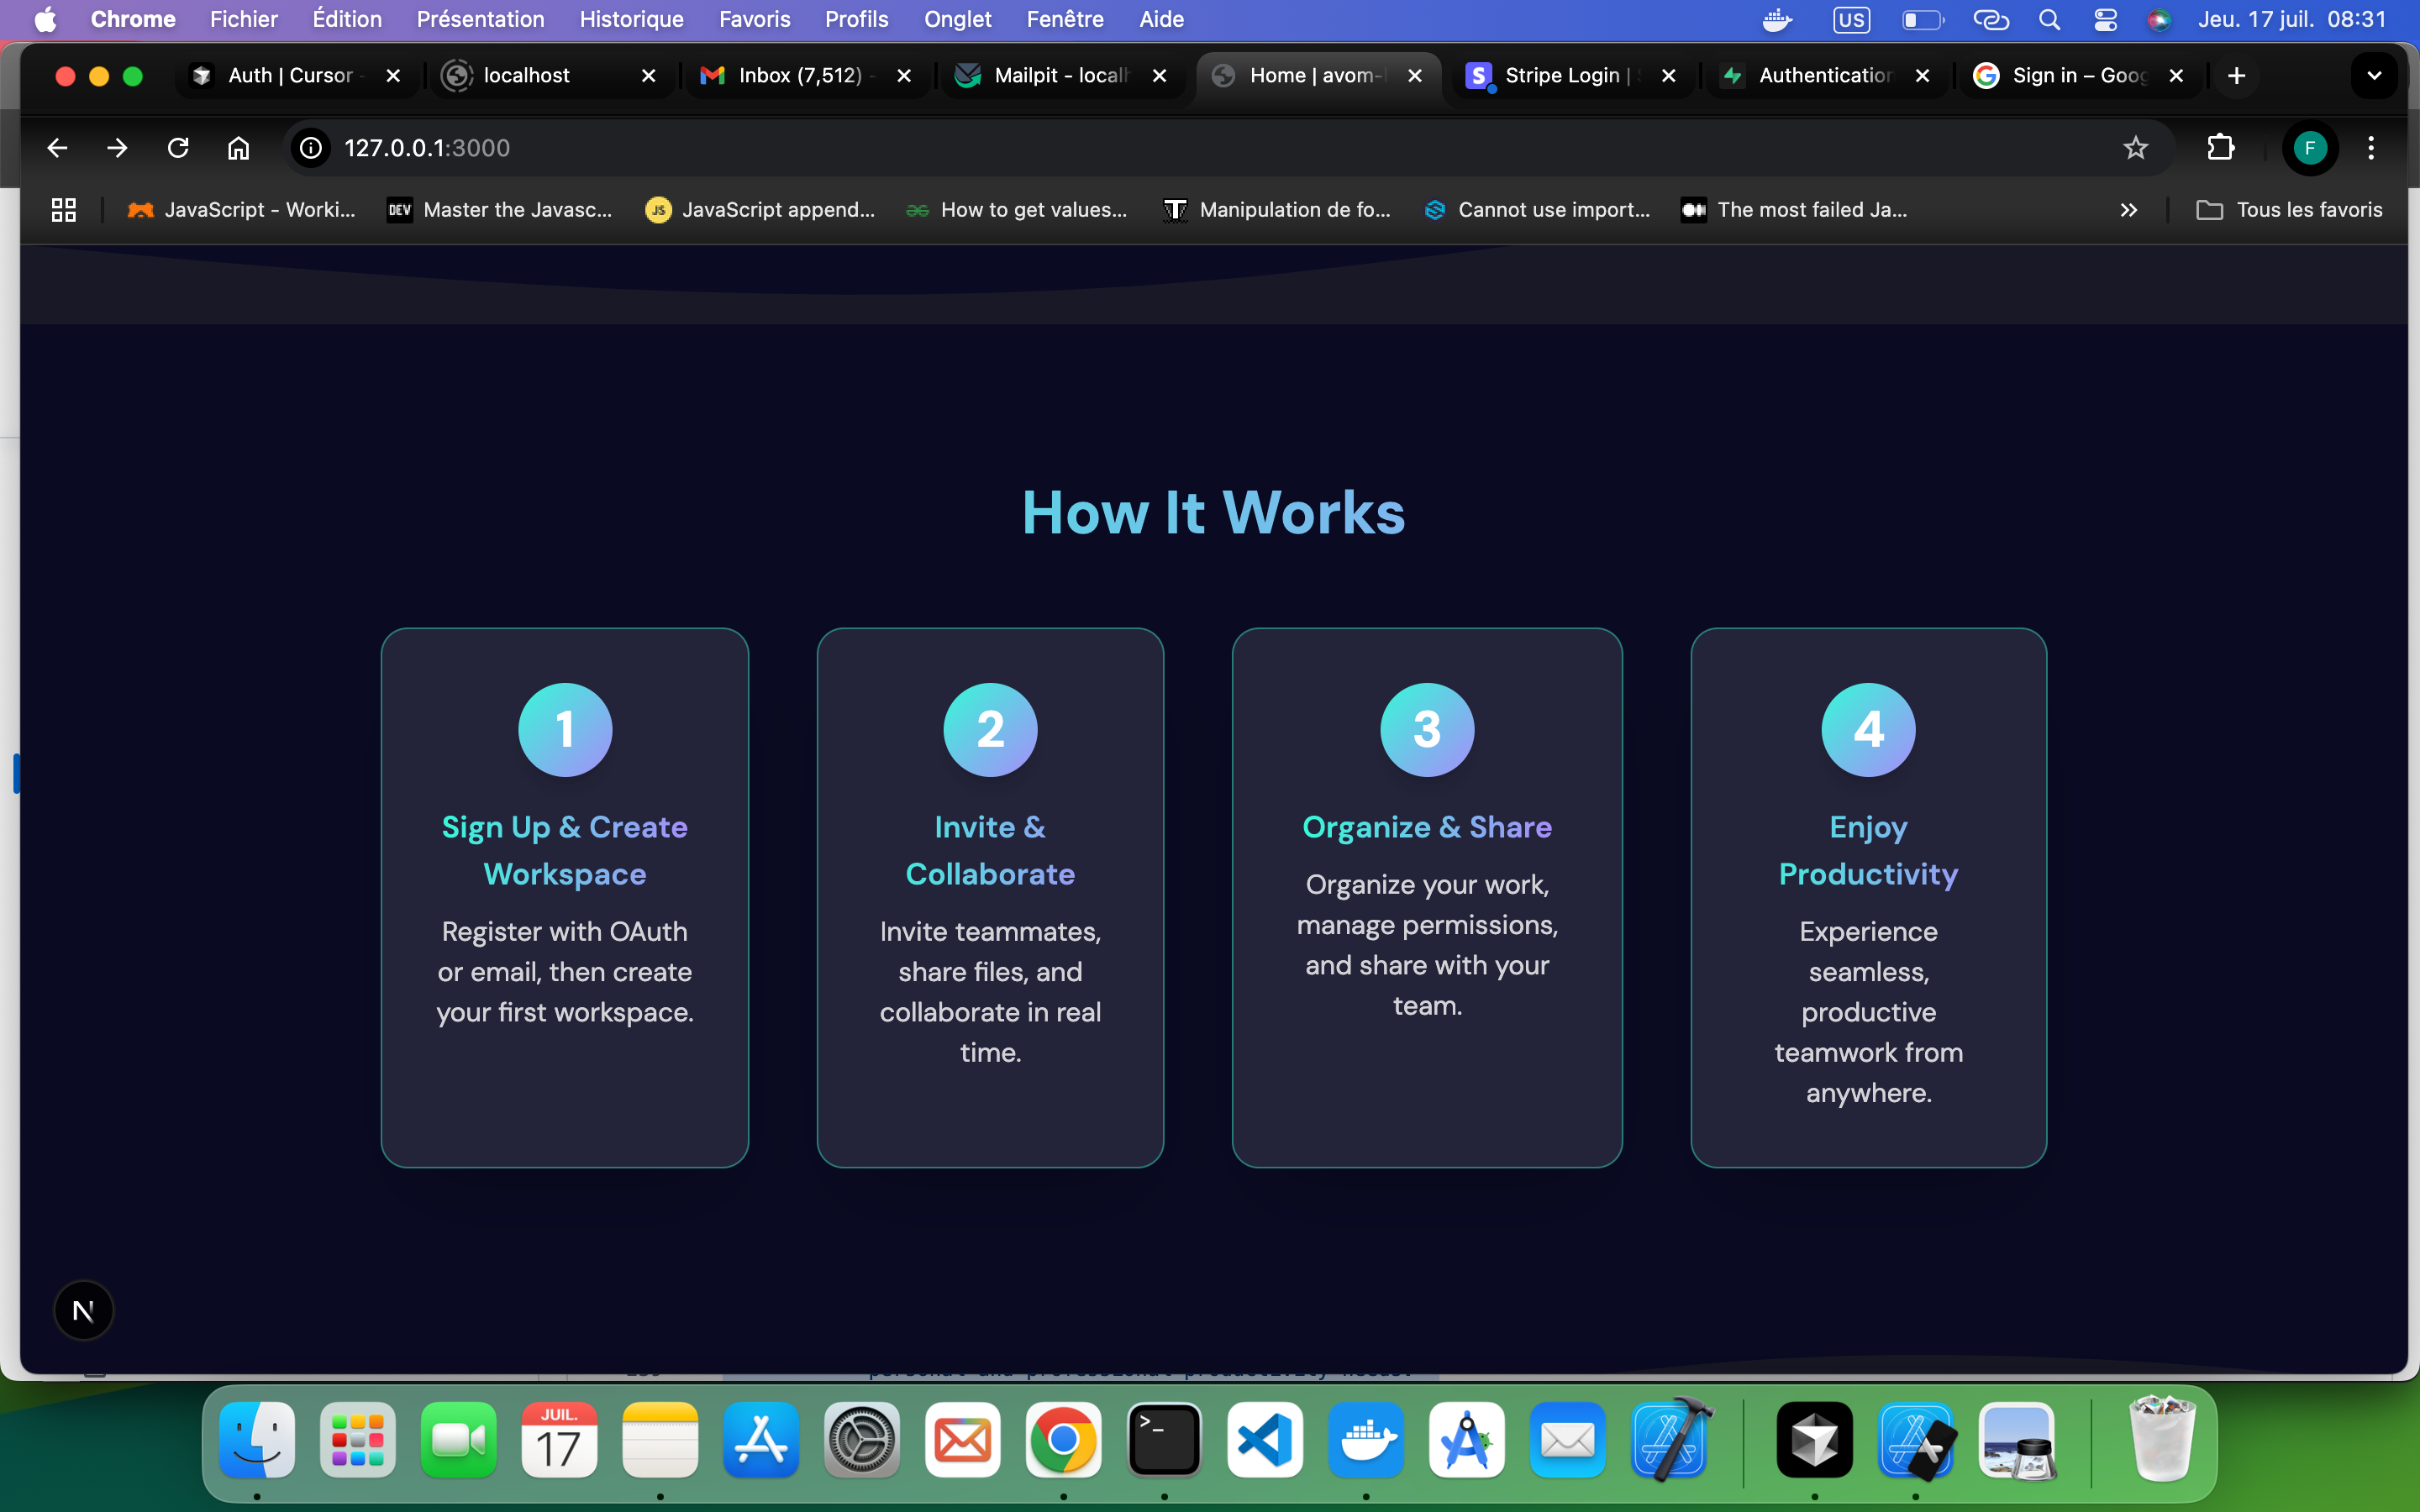 Chrome Fichier Édition Présentation Historique Favoris Profils Onglet Fenêtre Aide US Jeu. 17 juil. 08:31
Auth | Cursor - localhost Inbox (7,512) - Mailpit - local Home | avom- Stripe Login | Authentication Sign in – Goog
127.0.0.1:3000 F
JavaScript - Worki... DEV Master the Javasc... JS JavaScript append... How to get values... Manipulation de fo... Cannot use import... The most failed Ja... Tous les favoris
How It Works
1
Sign Up & Create
Workspace
Register with OAuth
or email, then create
your first workspace.
2
Invite &
Collaborate
Invite teammates,
share files, and
collaborate in real
time.
3
Organize & Share
Organize your work,
manage permissions,
and share with your
team.
4
Enjoy
Productivity
Experience
seamless,
productive
teamwork from
anywhere.
N
JUIL.
17